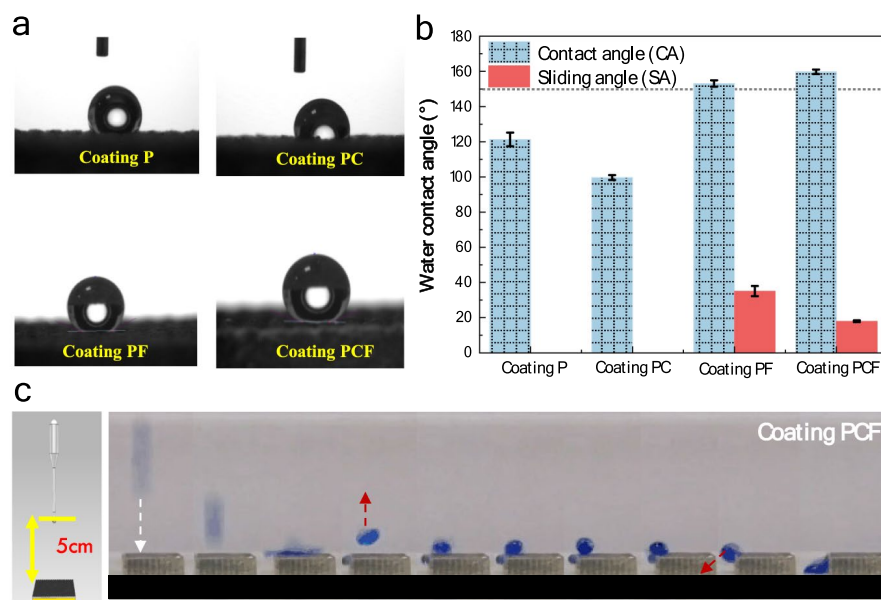 a
Coating P
Coating PC
Coating PF
Coating PCF
b
Water contact angle (°)
180
160
140
120
100
80
60
40
20
0
Contact angle (CA)
Sliding angle (SA)
Coating P
Coating PC
Coating PF
Coating PCF
c
5cm
Coating PCF